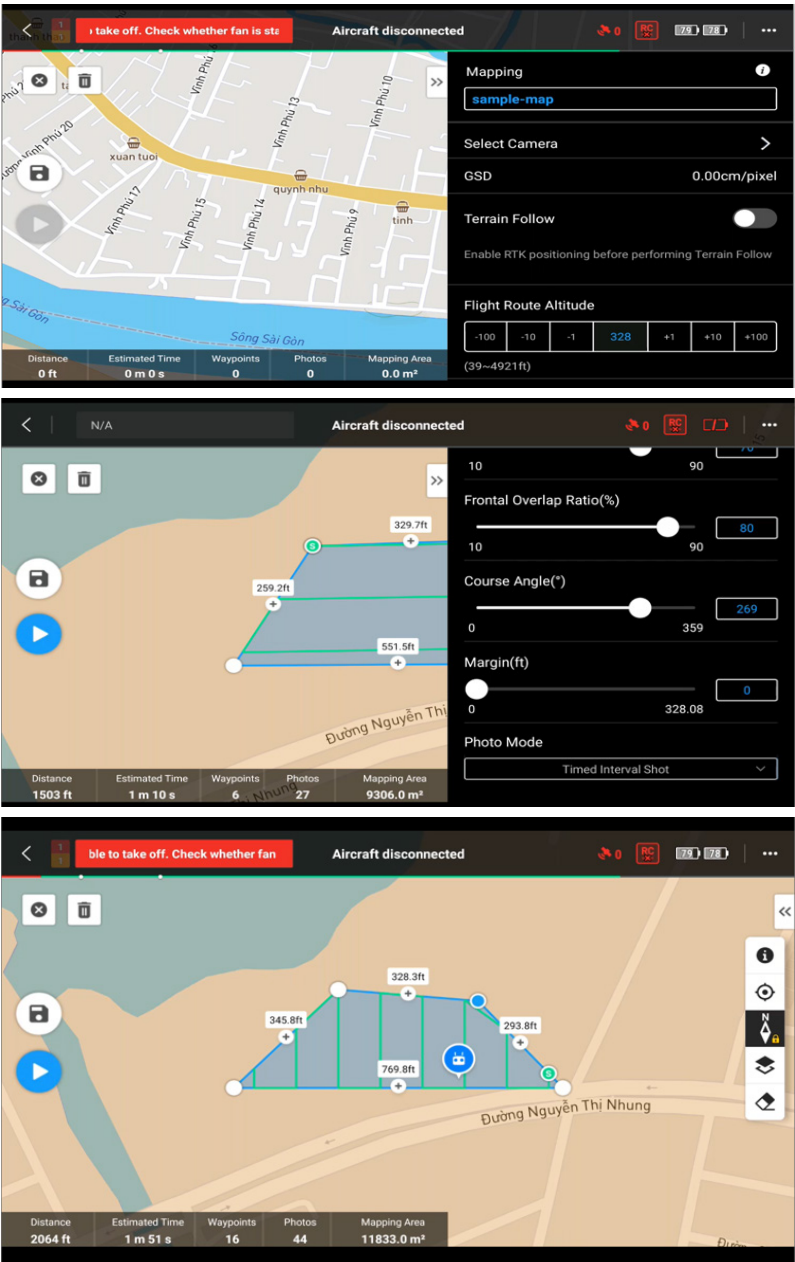 1
1
take off. Check whether fan is sta
Aircraft disconnected
0
RC
79
78
Vĩnh Phú 10
Vĩnh Phú 13
Vĩnh Phú 20
xuan tuoi
quynh nhu
tinh
Vĩnh Phú 17
Vĩnh Phú 15
Vĩnh Phú 14
Vĩnh Phú 9
Sông Sài Gòn
Distance
Estimated Time
Waypoints
Photos
Mapping Area
0 ft
0 m 0 s
0
0
0.0 m²
Mapping
sample-map
Select Camera
GSD
0.00cm/pixel
Terrain Follow
Enable RTK positioning before performing Terrain Follow
Flight Route Altitude
-100
-10
-1
328
+1
+10
+100
(39~4921ft)
N/A
Aircraft disconnected
0
RC
329.7ft
S
259.2ft
551.5ft
Đường Nguyễn Thị
Distance
Estimated Time
Waypoints
Photos
Mapping Area
1503 ft
1 m 10 s
6
27
9306.0 m²
10
90
70
Frontal Overlap Ratio(%)
80
10
90
Course Angle(°)
269
0
359
Margin(ft)
0
0
328.08
Photo Mode
Timed Interval Shot
1
1
ble to take off. Check whether fan
Aircraft disconnected
0
RC
79
78
328.3ft
345.8ft
293.8ft
769.8ft
S
N
Đường Nguyễn Thị Nhung
Distance
Estimated Time
Waypoints
Photos
Mapping Area
2064 ft
1 m 51 s
16
44
11833.0 m²